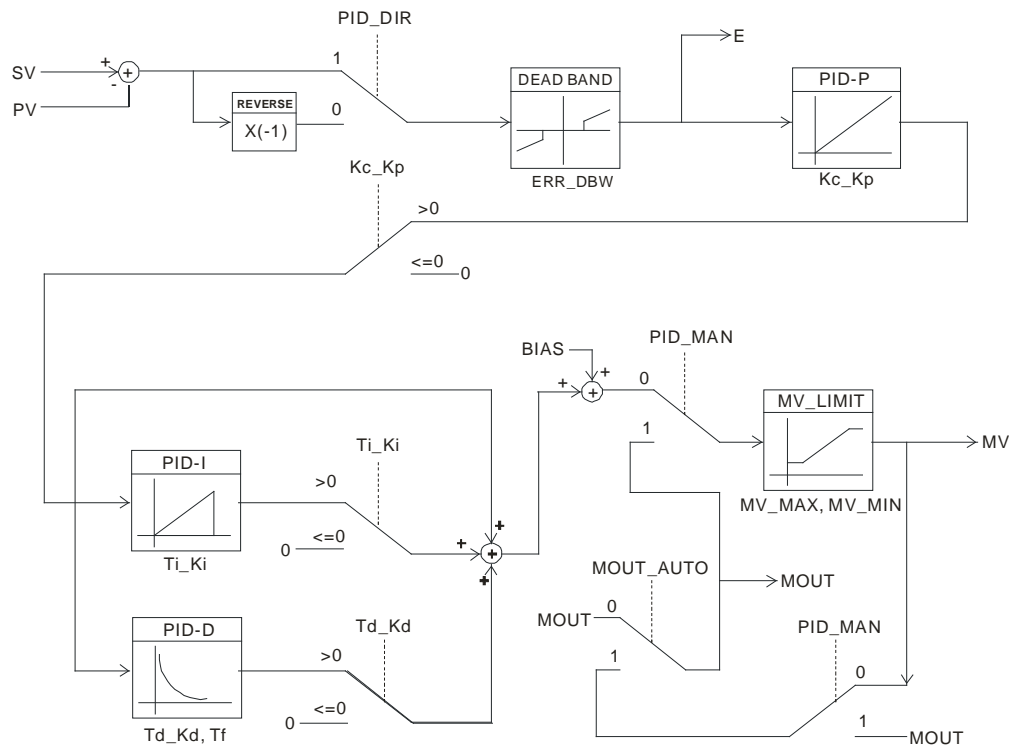 PID_DIR
SV
+
+
-
PV
1
REVERSE
X(-1)
0
DEAD BAND
ERR_DBW
E
PID-P
Kc_Kp
Kc_Kp
>0
<=0
0
BIAS
+
+
+
PID_MAN
0
1
MV_LIMIT
MV
MV_MAX, MV_MIN
PID-I
Ti_Ki
Ti_Ki
>0
0
<=0
+
+
+
+
MOUT_AUTO
MOUT
0
1
MOUT
PID-D
Td_Kd, Tf
Td_Kd
>0
0
<=0
PID_MAN
0
1
MOUT